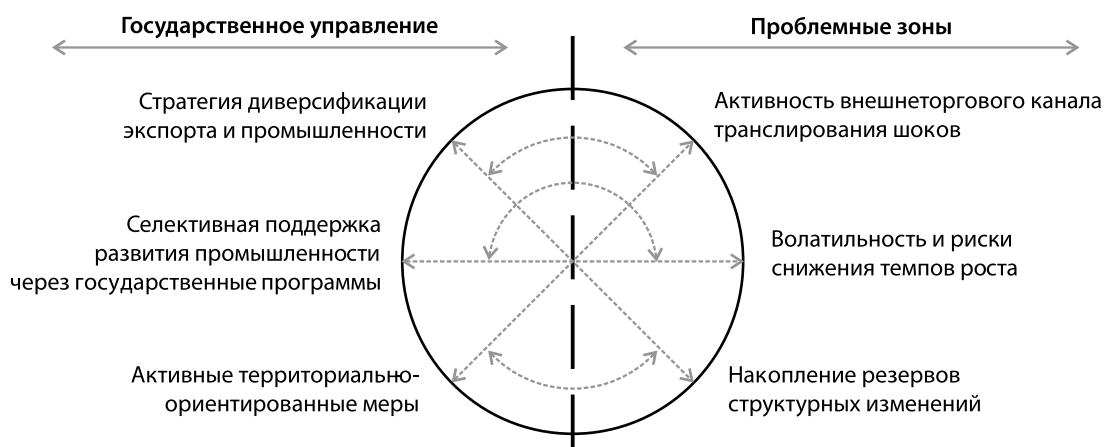 Государственное управление
Проблемные зоны
Стратегия диверсификации
экспорта и промышленности
Активность внешнеторгового канала
транслирования шоков
Селективная поддержка
развития промышленности
через государственные программы
Волатильность и риски
снижения темпов роста
Активные территориально-
ориентированные меры
Накопление резервов
структурных изменений